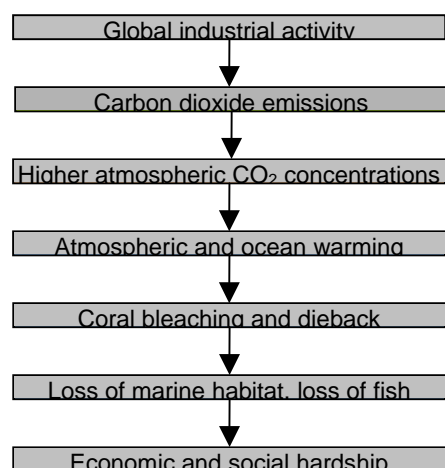 Global industrial activity
Carbon dioxide emissions
Higher atmospheric CO₂ concentrations
Atmospheric and ocean warming
Coral bleaching and dieback
Loss of marine habitat, loss of fish
Economic and social hardship